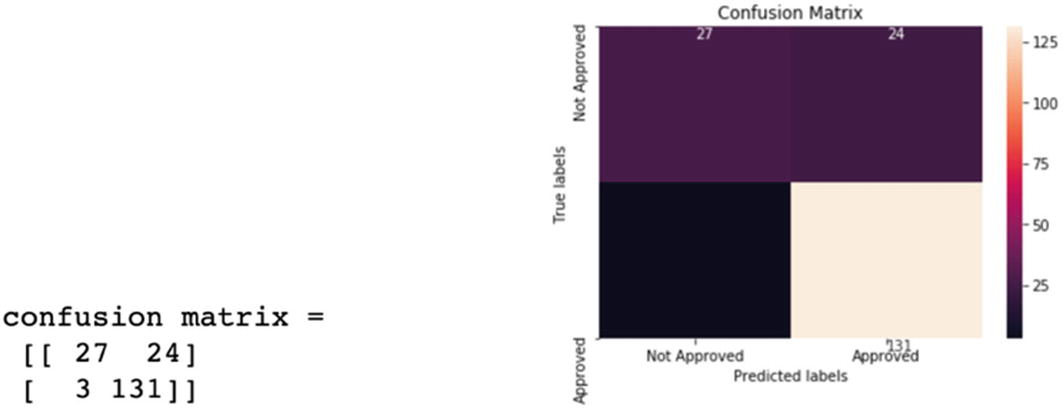 confusion matrix =
[[ 27 24]
[ 3 131]]
Confusion Matrix
27 24
Not Approved
Approved
True labels
131
Not Approved Approved
Predicted labels
125
100
75
50
25